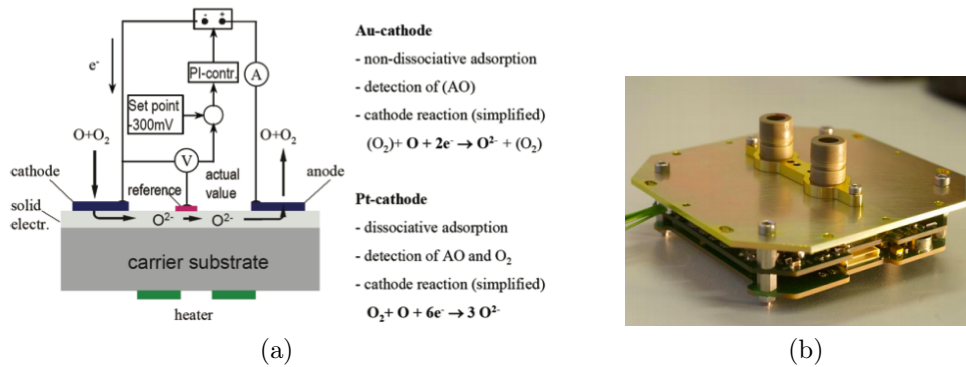 - +
e⁻
PI-contr.
A
Set point
-300mV
O+O₂
O+O₂
V
cathode
reference
actual
value
anode
solid
electr.
O²⁻
O²⁻
carrier substrate
heater
Au-cathode
- non-dissociative adsorption
- detection of (AO)
- cathode reaction (simplified)
(O₂)+ O + 2e⁻ → O²⁻ + (O₂)
Pt-cathode
- dissociative adsorption
- detection of AO and O₂
- cathode reaction (simplified)
O₂+ O + 6e⁻ → 3 O²⁻
(a)
(b)